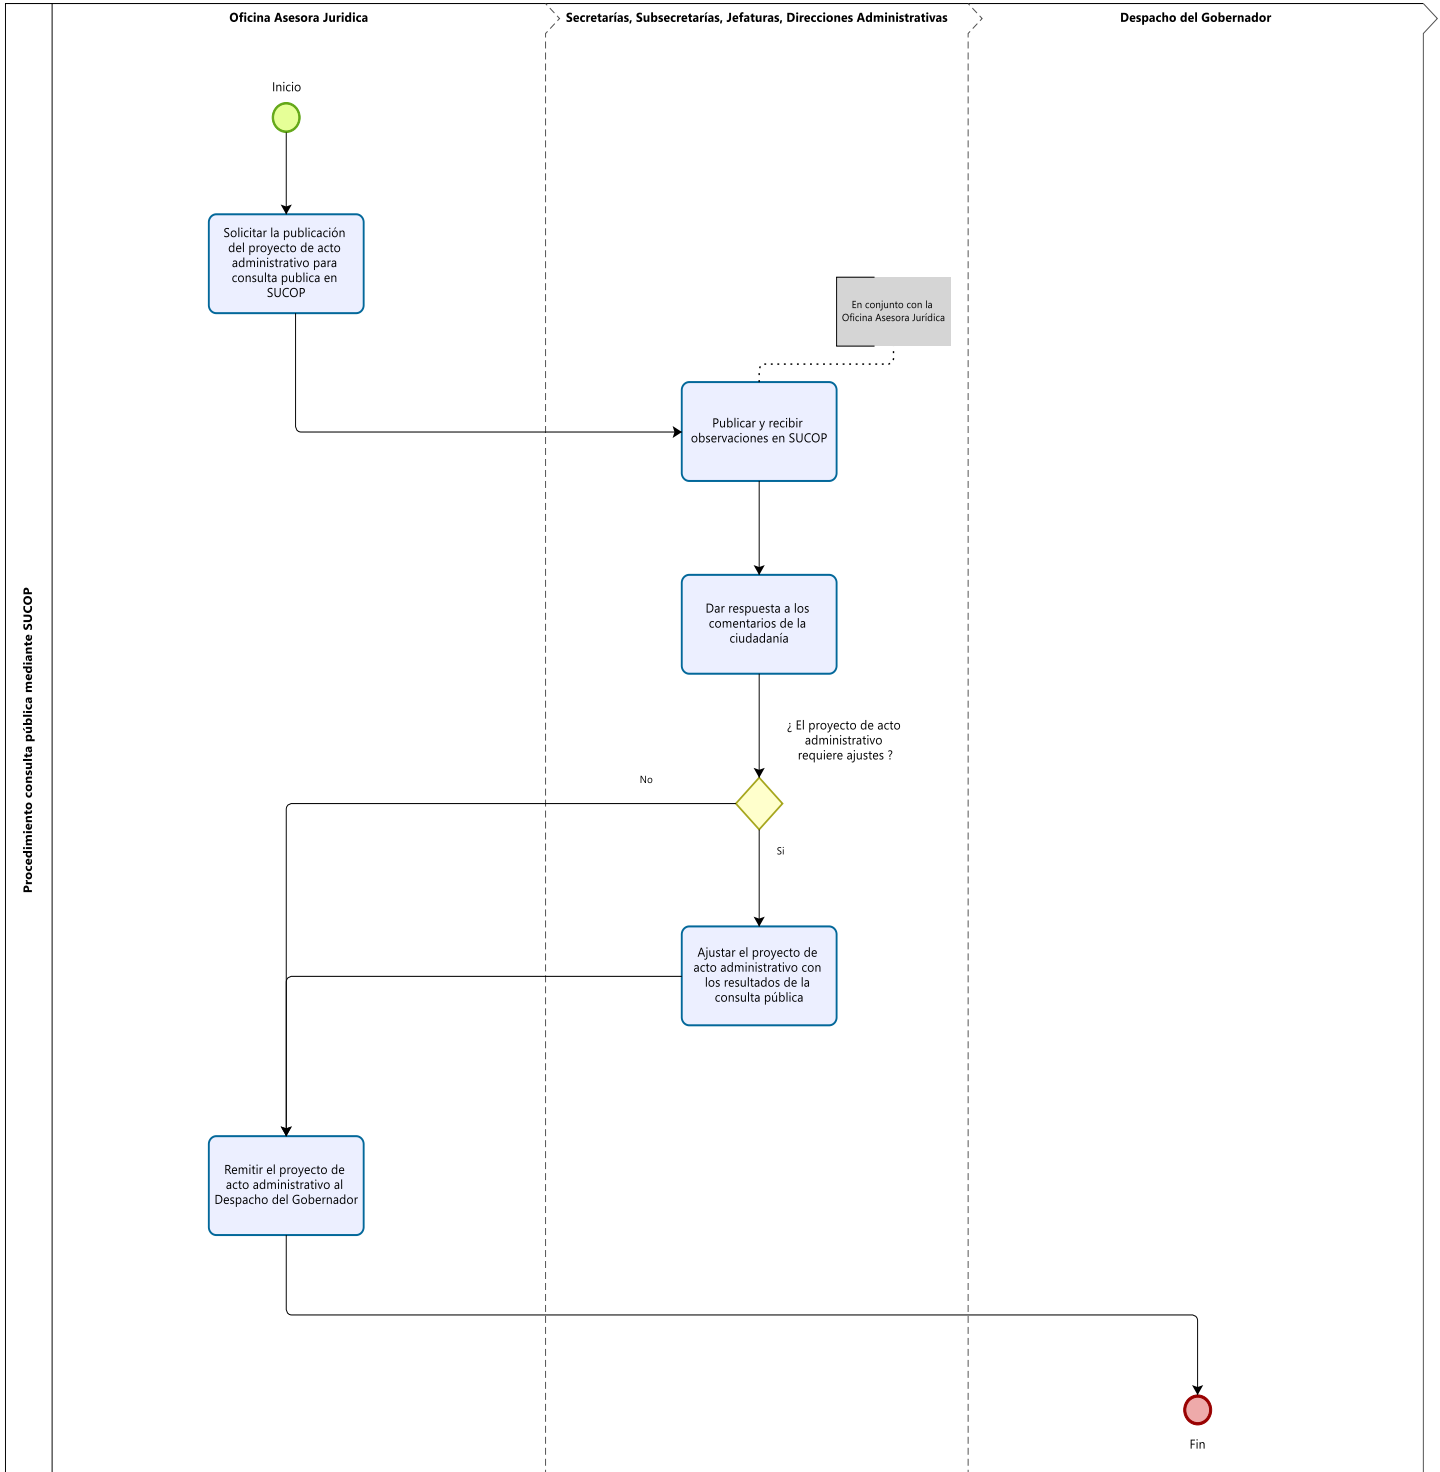 Oficina Asesora Juridica
Secretarías, Subsecretarías, Jefaturas, Direcciones Administrativas
Despacho del Gobernador
Procedimiento consulta pública mediante SUCOP
Inicio
Solicitar la publicación
del proyecto de acto
administrativo para
consulta publica en
SUCOP
En conjunto con la
Oficina Asesora Jurídica
Publicar y recibir
observaciones en SUCOP
Dar respuesta a los
comentarios de la
ciudadanía
¿ El proyecto de acto
administrativo
requiere ajustes ?
No
Si
Ajustar el proyecto de
acto administrativo con
los resultados de la
consulta pública
Remitir el proyecto de
acto administrativo al
Despacho del Gobernador
Fin